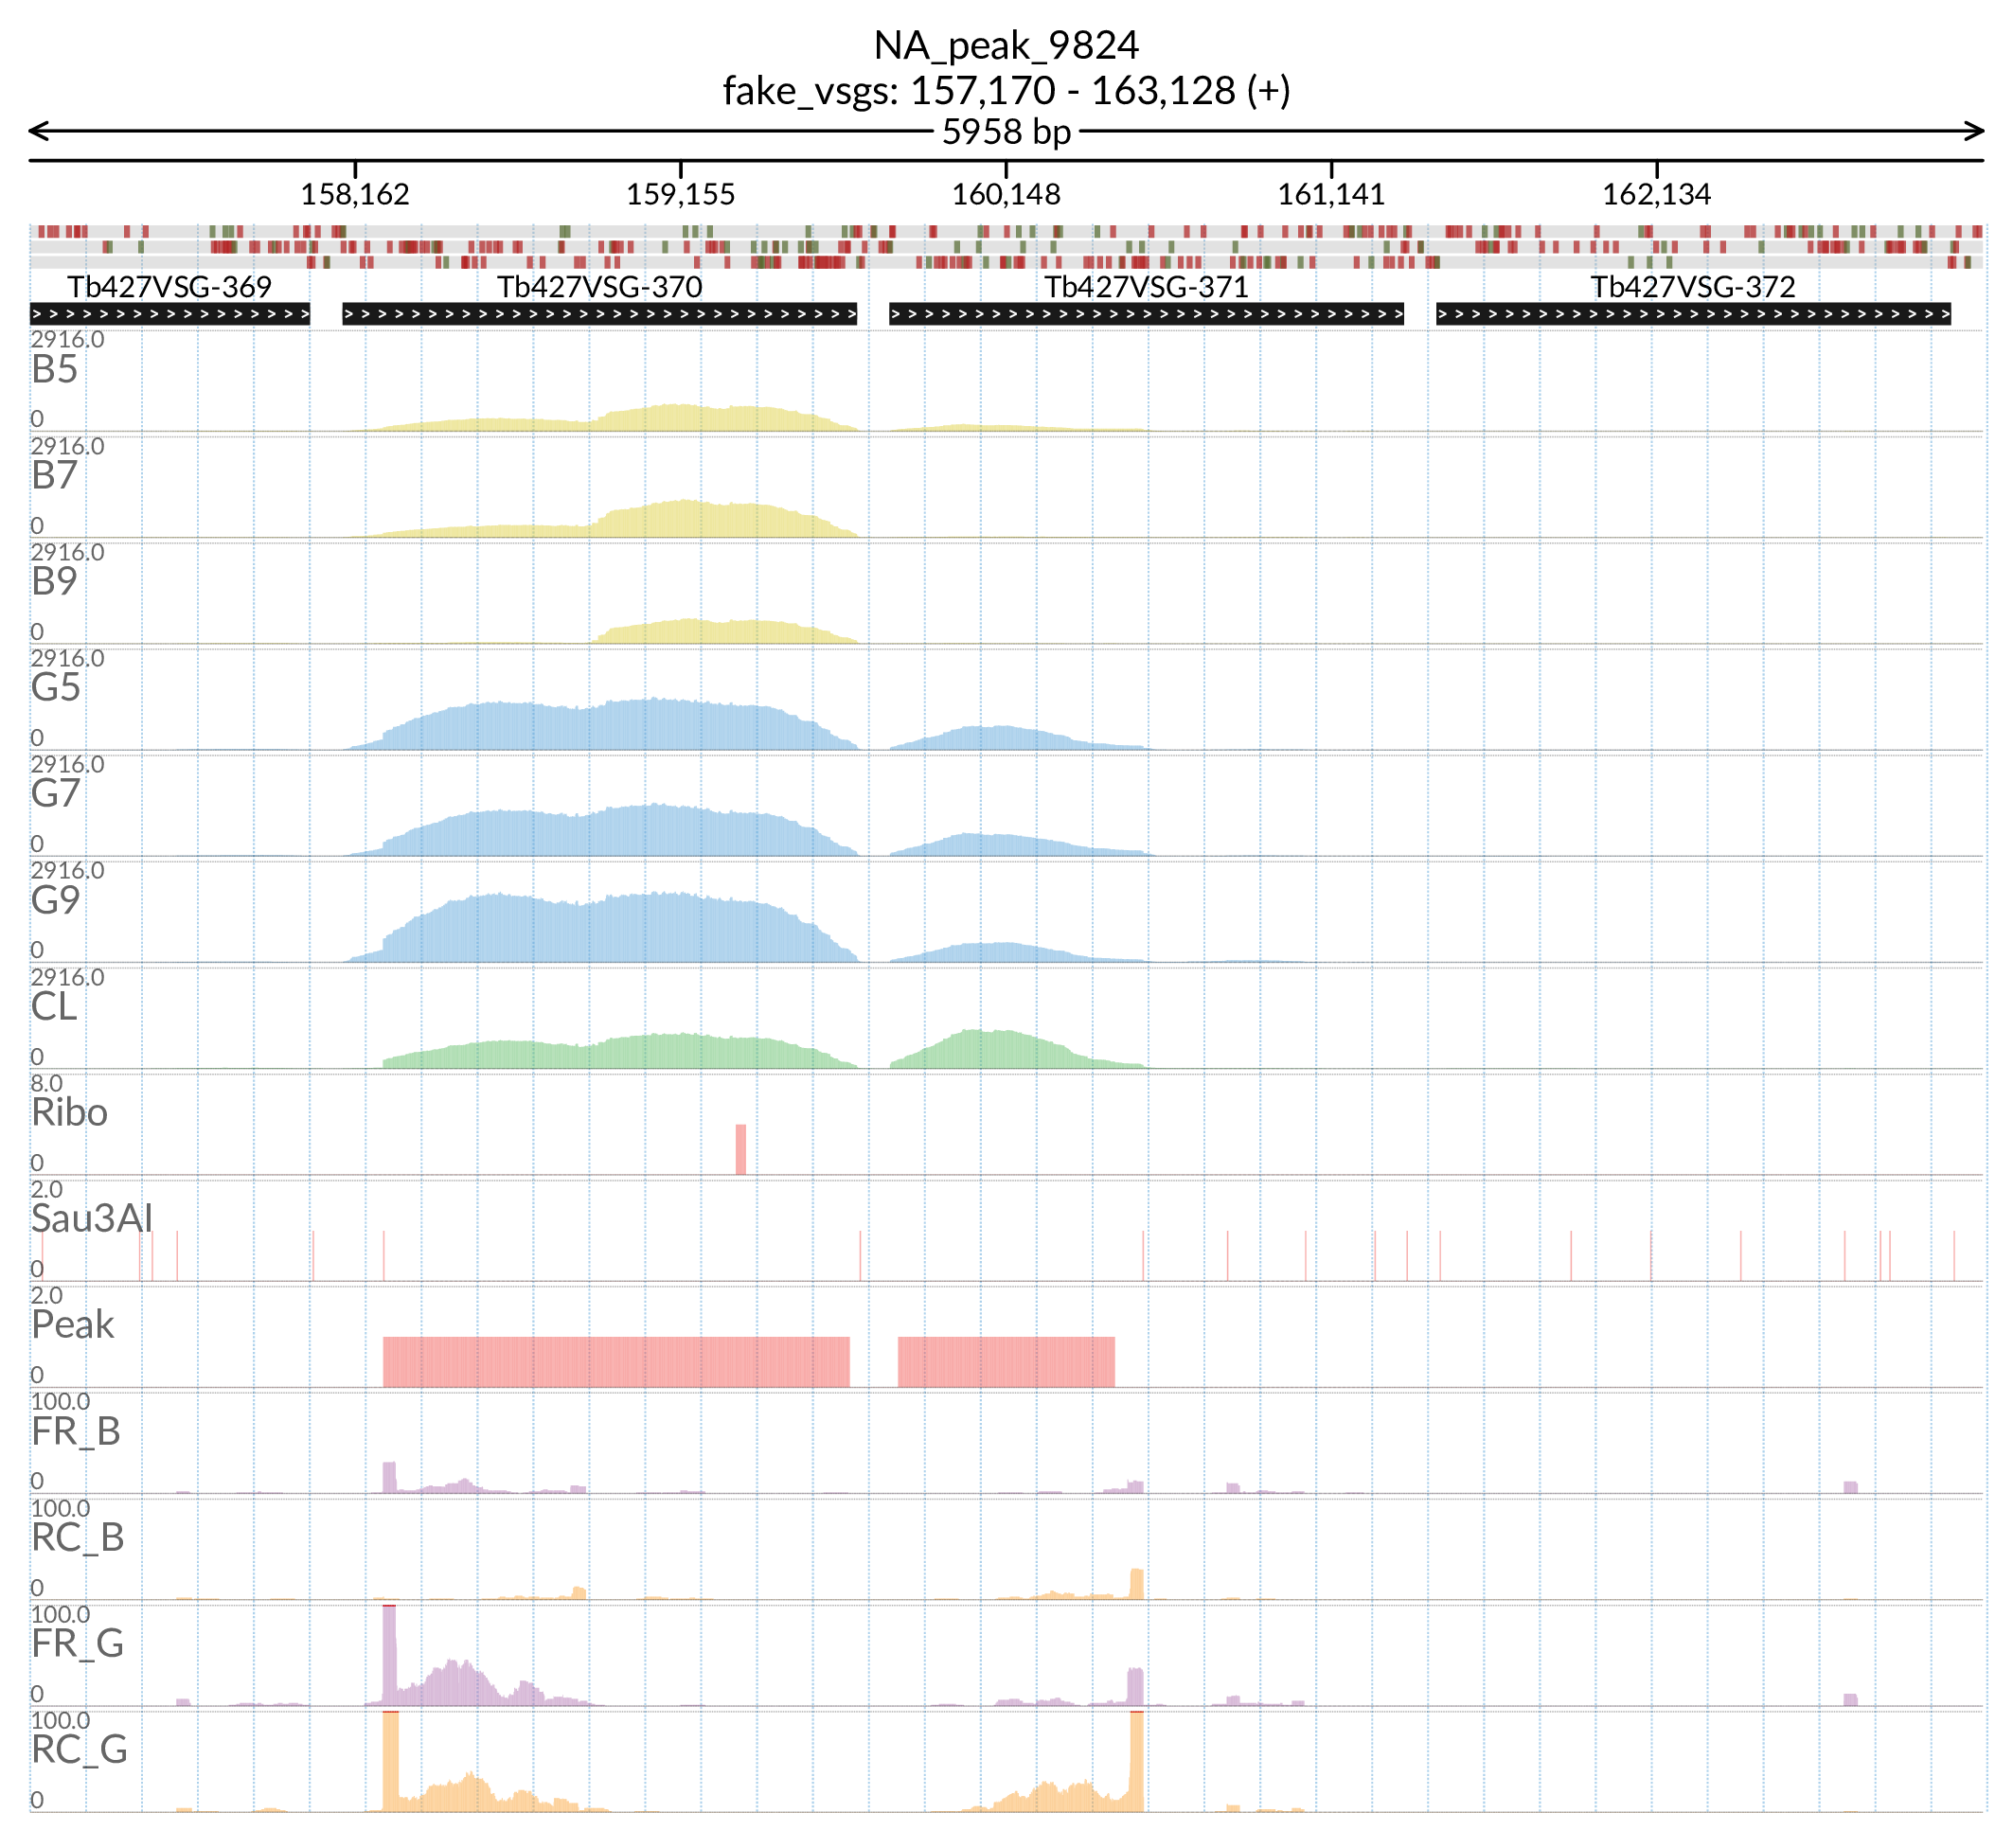 NA_peak_9824
fake_vsgs: 157,170 - 163,128 (+)
5958 bp
158,162 159,155 160,148 161,141 162,134
Tb427VSG-369 Tb427VSG-370 Tb427VSG-371 Tb427VSG-372
2916.0
B5
0
2916.0
B7
0
2916.0
B9
0
2916.0
G5
0
2916.0
G7
0
2916.0
G9
0
2916.0
CL
0
8.0
Ribo
0
2.0
Sau3AI
0
2.0
Peak
0
100.0
FR_B
0
100.0
RC_B
0
100.0
FR_G
0
100.0
RC_G
0